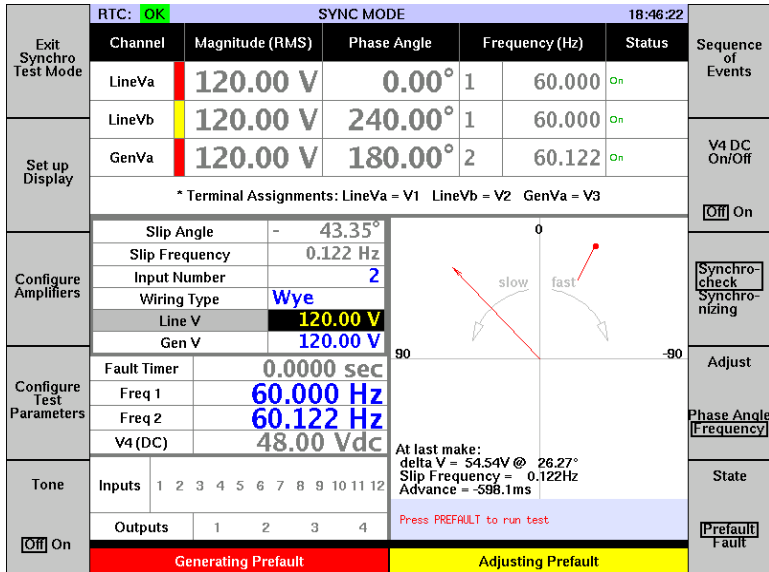 RTC: OK SYNC MODE 18:46:22
Exit
Synchro
Test Mode
Set up
Display
Configure
Amplifiers
Configure
Test
Parameters
Tone
Off On
Channel Magnitude (RMS) Phase Angle Frequency (Hz) Status
LineVa 120.00 V 0.00° 1 60.000 On
LineVb 120.00 V 240.00° 1 60.000 On
GenVa 120.00 V 180.00° 2 60.122 On
* Terminal Assignments: LineVa = V1 LineVb = V2 GenVa = V3
Slip Angle - 43.35°
Slip Frequency 0.122 Hz
Input Number 2
Wiring Type Wye
Line V 120.00 V
Gen V 120.00 V
Fault Timer 0.0000 sec
Freq 1 60.000 Hz
Freq 2 60.122 Hz
V4 (DC) 48.00 Vdc
Inputs 1 2 3 4 5 6 7 8 9 10 11 12
Outputs 1 2 3 4
0
slow fast
90 -90
At last make:
delta V = 54.54V @ 26.27°
Slip Frequency = 0.122Hz
Advance = -598.1ms
Press PREFAULT to run test
Generating Prefault Adjusting Prefault
Sequence
of
Events
V4 DC
On/Off
Off On
Synchro-
check
Synchro-
nizing
Adjust
Phase Angle
Frequency
State
Prefault
Fault